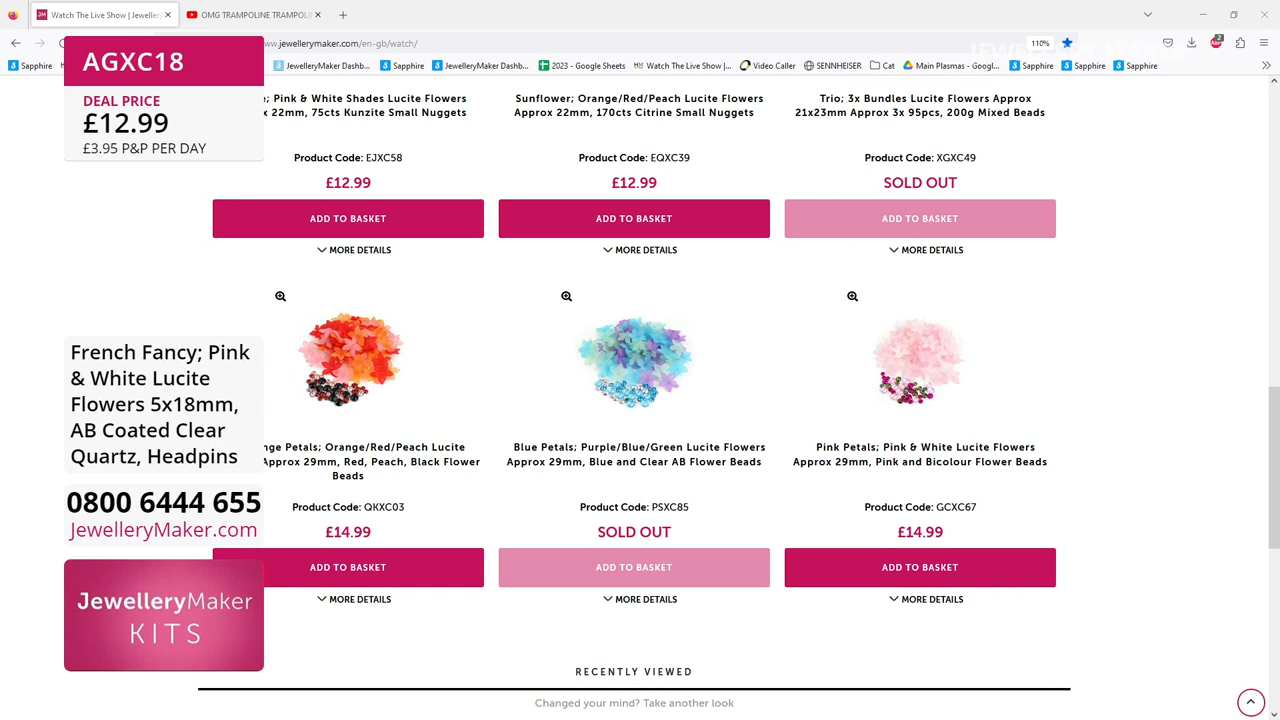 Watch The Live Show | Jeweller
OMG TRAMPOLINE TRAMPOLI
ww.jewellerymaker.com/en-gb/watch/
110%
2
Sapphire
JewelleryMaker Dashb...
Sapphire
JewelleryMaker Dashb...
2023 - Google Sheets
Watch The Live Show |...
Video Caller
SENNHEISER
Cat
Main Plasmas - Googl...
Sapphire
Sapphire
Sapphire
JEWELLERY MAKER
AGXC18
DEAL PRICE
£12.99
£3.95 P&P PER DAY
e; Pink & White Shades Lucite Flowers
x 22mm, 75cts Kunzite Small Nuggets
Product Code: EJXC58
£12.99
ADD TO BASKET
MORE DETAILS
Sunflower; Orange/Red/Peach Lucite Flowers
Approx 22mm, 170cts Citrine Small Nuggets
Product Code: EQXC39
£12.99
ADD TO BASKET
MORE DETAILS
Trio; 3x Bundles Lucite Flowers Approx
21x23mm Approx 3x 95pcs, 200g Mixed Beads
Product Code: XGXC49
SOLD OUT
ADD TO BASKET
MORE DETAILS
French Fancy; Pink
& White Lucite
Flowers 5x18mm,
AB Coated Clear
Quartz, Headpins
0800 6444 655
JewelleryMaker.com
JewelleryMaker
KITS
nge Petals; Orange/Red/Peach Lucite
Approx 29mm, Red, Peach, Black Flower
Beads
Product Code: QKXC03
£14.99
ADD TO BASKET
MORE DETAILS
Blue Petals; Purple/Blue/Green Lucite Flowers
Approx 29mm, Blue and Clear AB Flower Beads
Product Code: PSXC85
SOLD OUT
ADD TO BASKET
MORE DETAILS
Pink Petals; Pink & White Lucite Flowers
Approx 29mm, Pink and Bicolour Flower Beads
Product Code: GCXC67
£14.99
ADD TO BASKET
MORE DETAILS
RECENTLY VIEWED
Changed your mind? Take another look